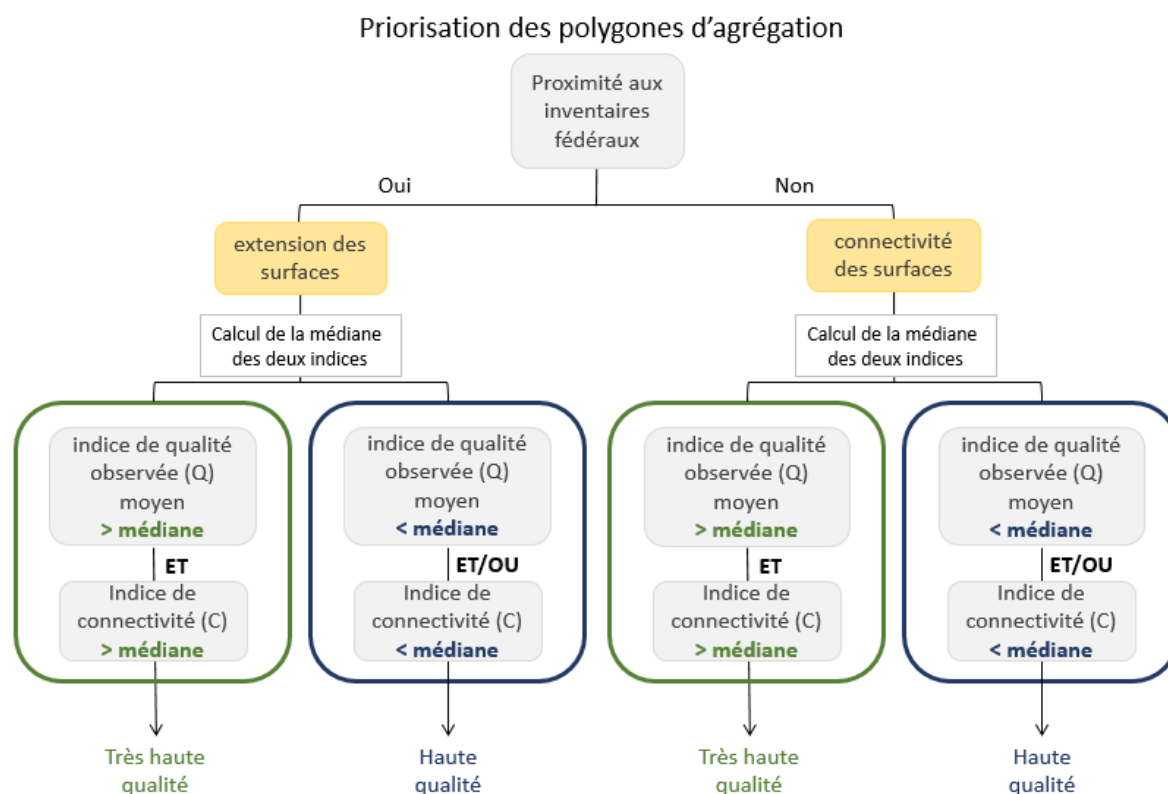 Priorisation des polygones d'agrégation
Proximité aux
inventaires
fédéraux
Oui
Non
extension des
surfaces
connectivité
des surfaces
Calcul de la médiane
des deux indices
Calcul de la médiane
des deux indices
indice de qualité
observée (Q)
moyen
> médiane
ET
Indice de
connectivité (C)
> médiane
indice de qualité
observée (Q)
moyen
< médiane
ET/OU
Indice de
connectivité (C)
< médiane
indice de qualité
observée (Q)
moyen
> médiane
ET
Indice de
connectivité (C)
> médiane
indice de qualité
observée (Q)
moyen
< médiane
ET/OU
Indice de
connectivité (C)
< médiane
Très haute
qualité
Haute
qualité
Très haute
qualité
Haute
qualité